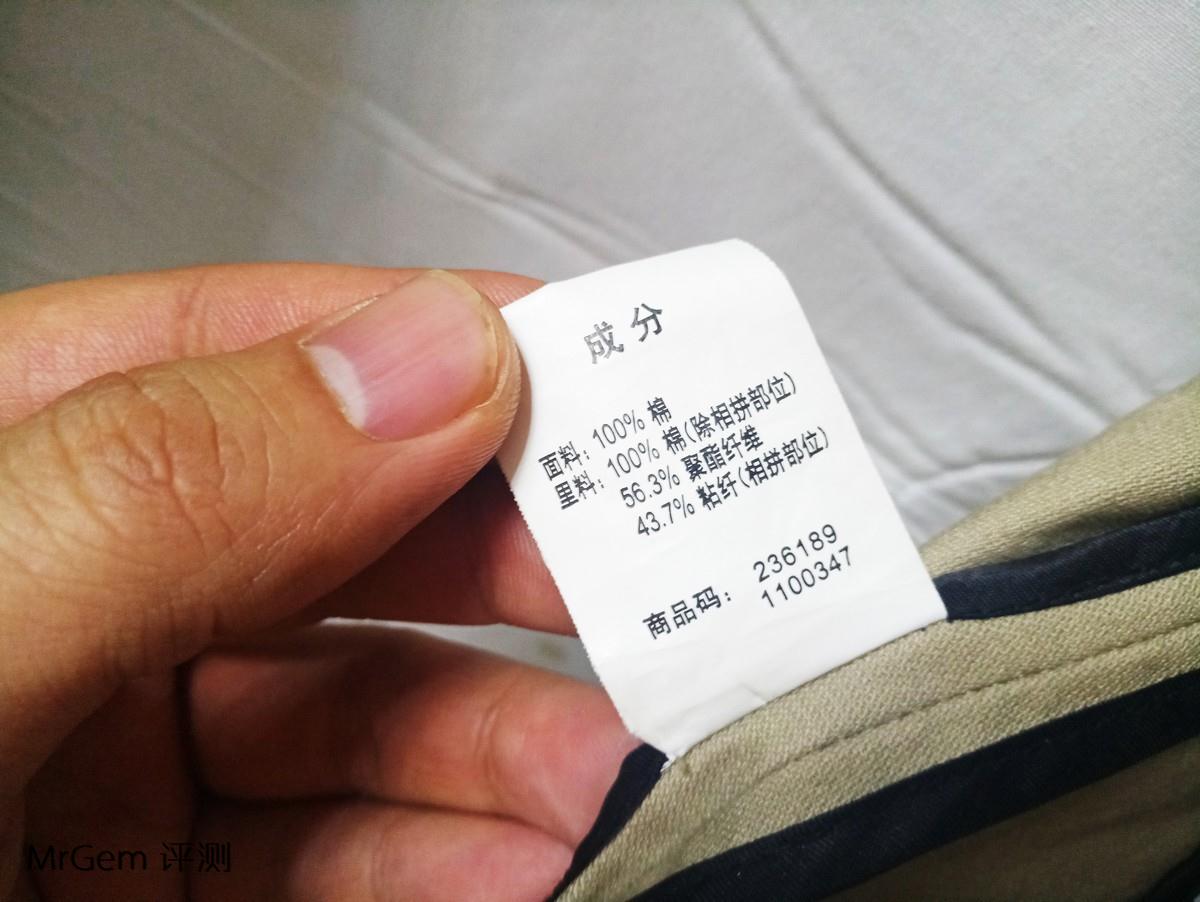 成分
面料: 100% 棉
里料: 100% 棉(除相拼部位)
56.3% 聚酯纤维
43.7% 粘纤(相拼部位)
商品码: 236189
1100347
MrGem 评测